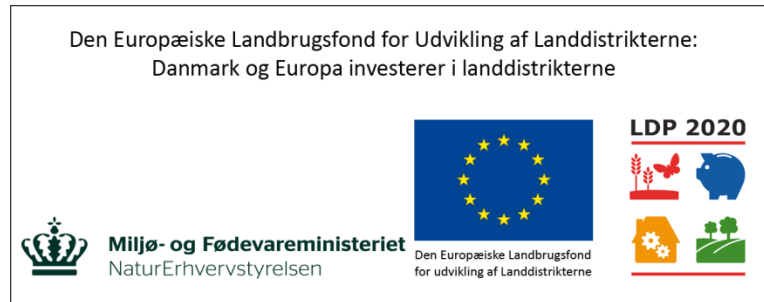 Den Europæiske Landbrugsfond for Udvikling af Landdistrikterne:
Danmark og Europa investerer i landdistrikterne
LDP 2020
Miljø- og Fødevareministeriet
NaturErhvervstyrelsen
Den Europæiske Landbrugsfond
for udvikling af Landdistrikterne